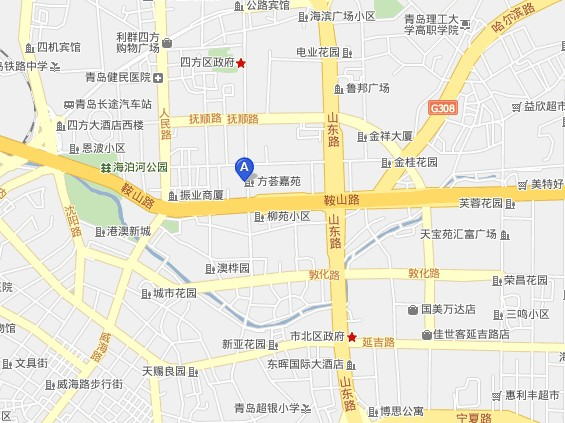 公路宾馆
海滨广场小区
青岛理工大
学高职学院
哈尔滨路
利群四方
购物广场
四机宾馆
电业花园
四方区政府
岛铁路中学
青岛健民医院
鲁邦广场
G308
青岛长途汽车站
人民路
抚顺路
抚顺路
山东路
益欣超市
四方大酒店西楼
金祥大厦
恩波小区
海泊河公园
金桂花园
A
方荟嘉苑
美特好
鞍山路
振业商厦
鞍山路
芙蓉花园
沈阳路
柳苑小区
山东路
港澳新城
天宝苑汇富广场
澳桦园
敦化路
敦化路
荣昌花园
医院
城市花园
国美万达店
三鸣小区
物馆
威海路
市北区政府
佳世客延吉路店
新亚花园
延吉路
文具街
天赐良园
东晖国际大酒店
威海路步行街
山东路
惠利丰超市
青岛超银小学
博思公寓
宁夏路